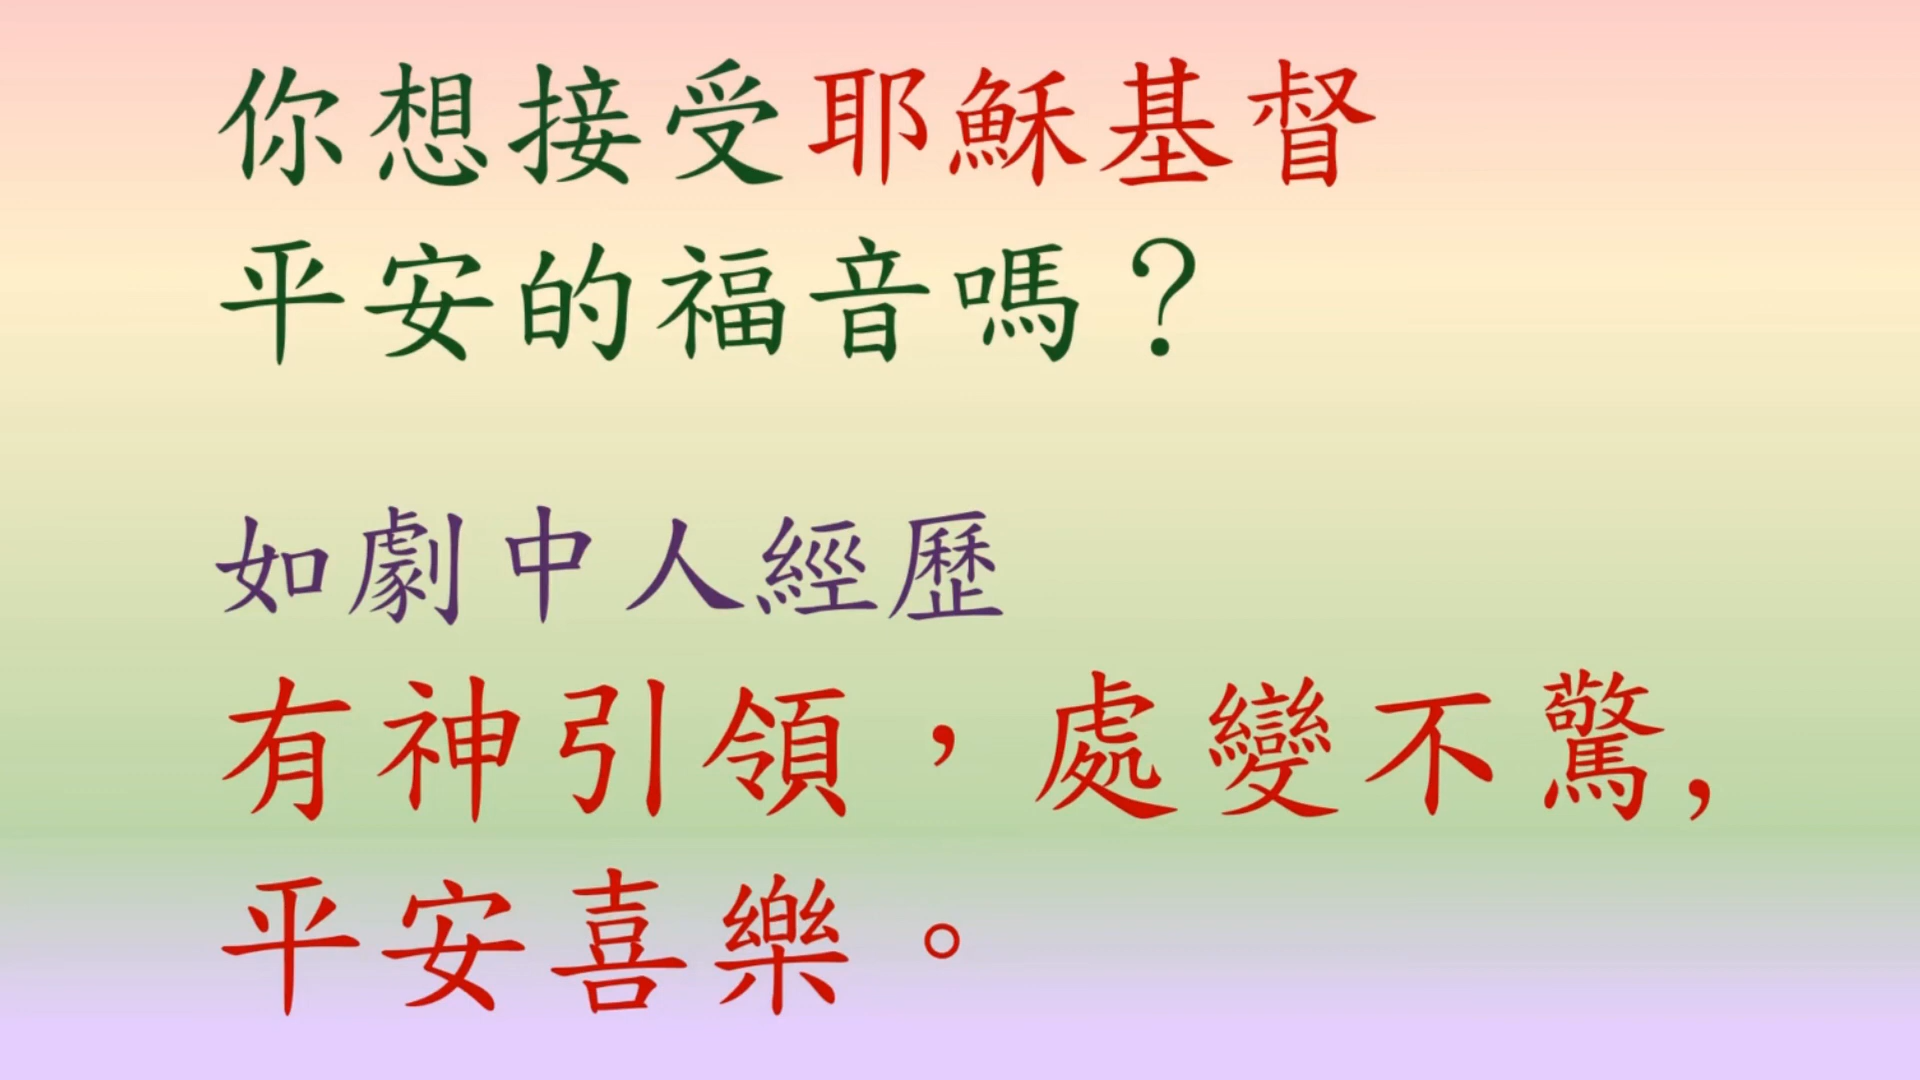 你想接受耶穌基督
平安的福音嗎？
如劇中人經歷
有神引領，處變不驚,
平安喜樂。